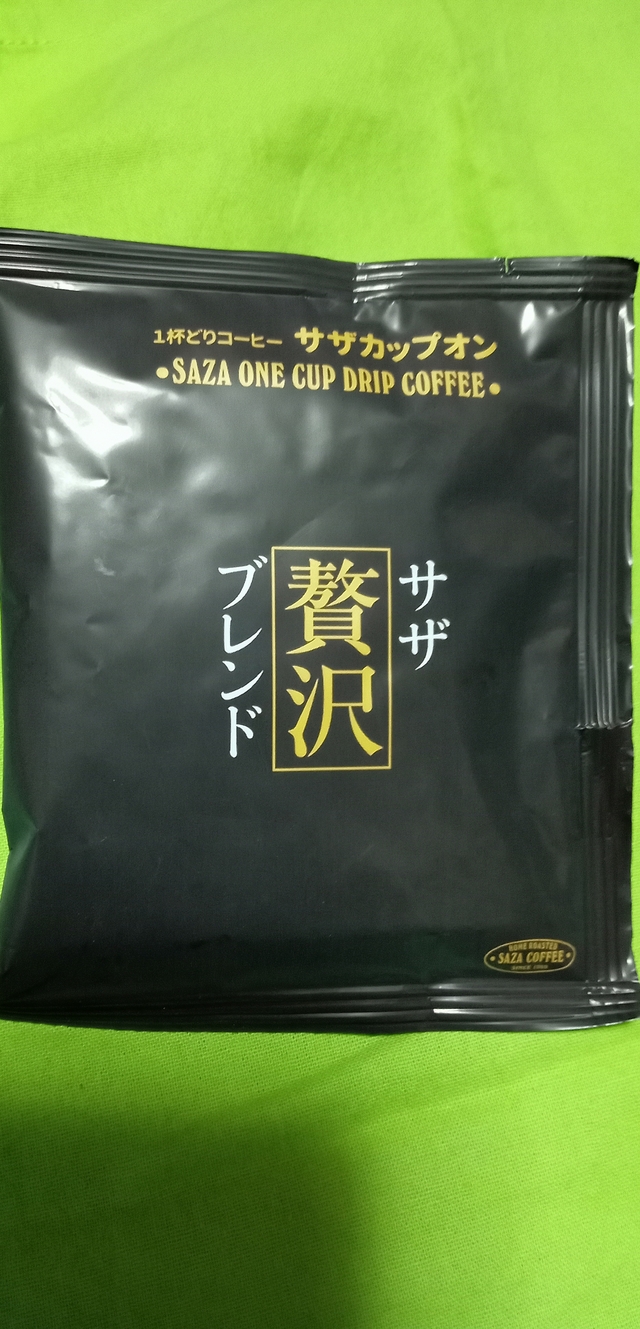 1杯どりコーヒー サザカップオン
•SAZA ONE CUP DRIP COFFEE•
サザ
贅沢
ブレンド
HOME ROASTED
•SAZA COFFEE•